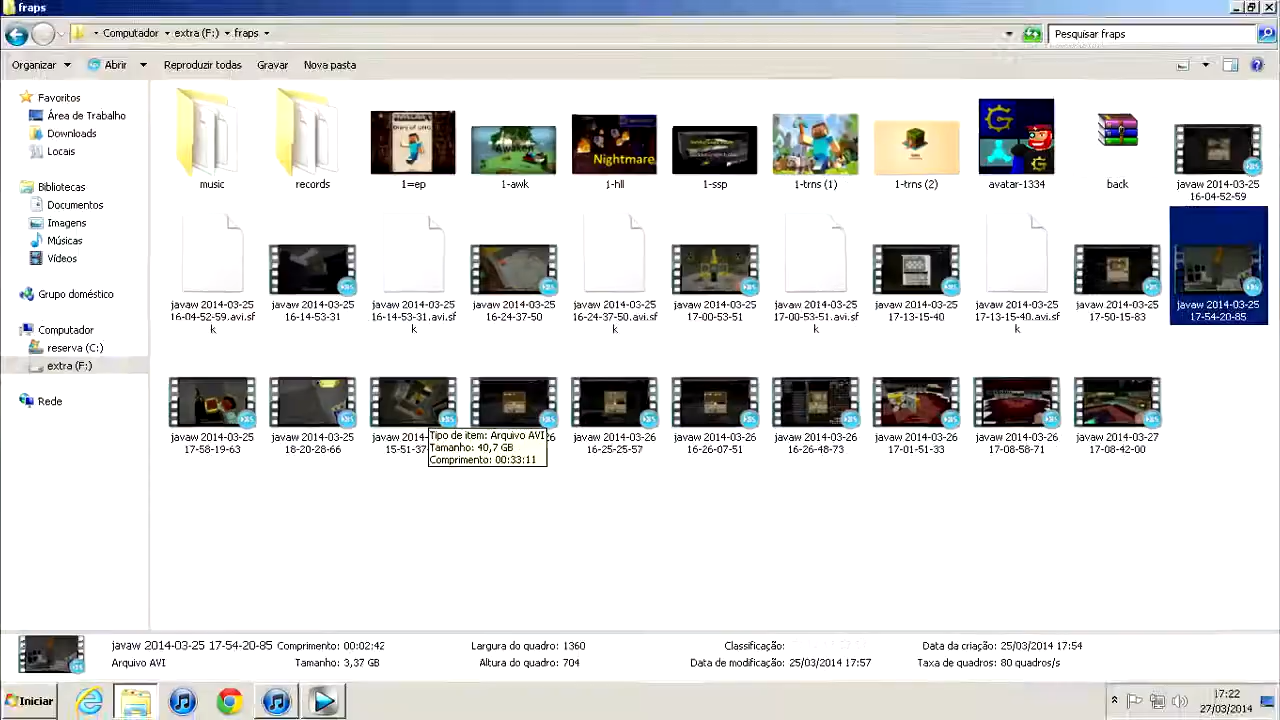 fraps
Computador extra (F:) fraps
Pesquisar fraps
Organizar Abrir Reproduzir todas Gravar Nova pasta
Favoritos
Área de Trabalho
Downloads
Locais
Bibliotecas
Documentos
Imagens
Músicas
Vídeos
Grupo doméstico
Computador
reserva (C:)
extra (F:)
Rede
Awaken
Nightmare
music records 1=ep 1-awk 1-hll 1-ssp 1-trns (1) 1-trns (2) avatar-1334 back javaw 2014-03-25
16-04-52-59
javaw 2014-03-25 javaw 2014-03-25 javaw 2014-03-25 javaw 2014-03-25 javaw 2014-03-25 javaw 2014-03-25 javaw 2014-03-25 javaw 2014-03-25 javaw 2014-03-25 javaw 2014-03-25 javaw 2014-03-25
16-04-52-59.avi.sf 16-14-53-31 16-14-53-31.avi.sf 16-24-37-50 16-24-37-50.avi.sf 17-00-53-51 17-00-53-51.avi.sf 17-13-15-40 17-13-15-40.avi.sf 17-50-15-83 17-54-20-85
k k k k k
javaw 2014-03-25 javaw 2014-03-25 javaw 2014- javaw 2014-03-26 javaw 2014-03-26 javaw 2014-03-26 javaw 2014-03-26 javaw 2014-03-26 javaw 2014-03-27
17-58-19-63 18-20-28-66 15-51-37 16-25-25-57 16-26-07-51 16-26-48-73 17-01-51-33 17-08-58-71 17-08-42-00
Tipo de item: Arquivo AVI
Tamanho: 40,7 GB
Comprimento: 00:33:11
javaw 2014-03-25 17-54-20-85 Comprimento: 00:02:42 Largura do quadro: 1360 Classificação: Data da criação: 25/03/2014 17:54
Arquivo AVI Tamanho: 3,37 GB Altura do quadro: 704 Data de modificação: 25/03/2014 17:57 Taxa de quadros: 80 quadros/s
Iniciar
17:22
27/03/2014